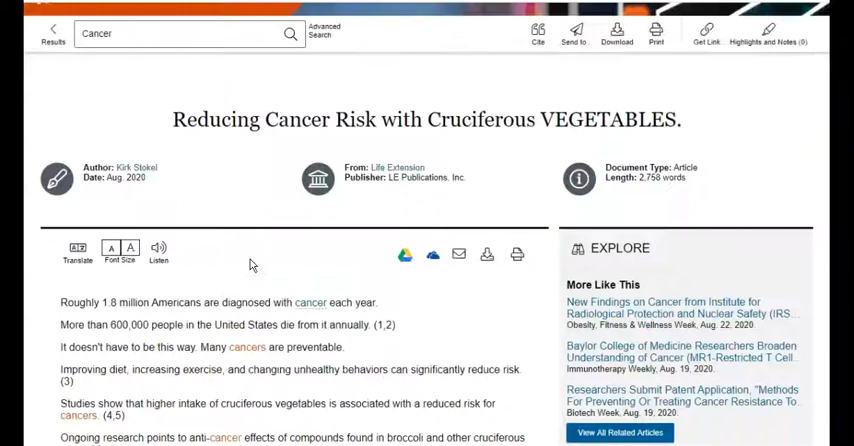 Results
Cancer
Advanced
Search
Cite
Send to...
Download
Print
Get Link
Highlights and Notes (0)
Reducing Cancer Risk with Cruciferous VEGETABLES.
Author: Kirk Stokel
Date: Aug. 2020
From: Life Extension
Publisher: LE Publications, Inc.
Document Type: Article
Length: 2,758 words
Translate
A A
Font Size
Listen
Roughly 1.8 million Americans are diagnosed with cancer each year.
More than 600,000 people in the United States die from it annually. (1,2)
It doesn't have to be this way. Many cancers are preventable.
Improving diet, increasing exercise, and changing unhealthy behaviors can significantly reduce risk.
(3)
Studies show that higher intake of cruciferous vegetables is associated with a reduced risk for
cancers. (4,5)
Ongoing research points to anti-cancer effects of compounds found in broccoli and other cruciferous
EXPLORE
More Like This
New Findings on Cancer from Institute for
Radiological Protection and Nuclear Safety (IRS...
Obesity, Fitness & Wellness Week, Aug. 22, 2020.
Baylor College of Medicine Researchers Broaden
Understanding of Cancer (MR1-Restricted T Cell...
Immunotherapy Weekly, Aug. 19, 2020.
Researchers Submit Patent Application, "Methods
For Preventing Or Treating Cancer Resistance To...
Biotech Week, Aug. 19, 2020.
View All Related Articles